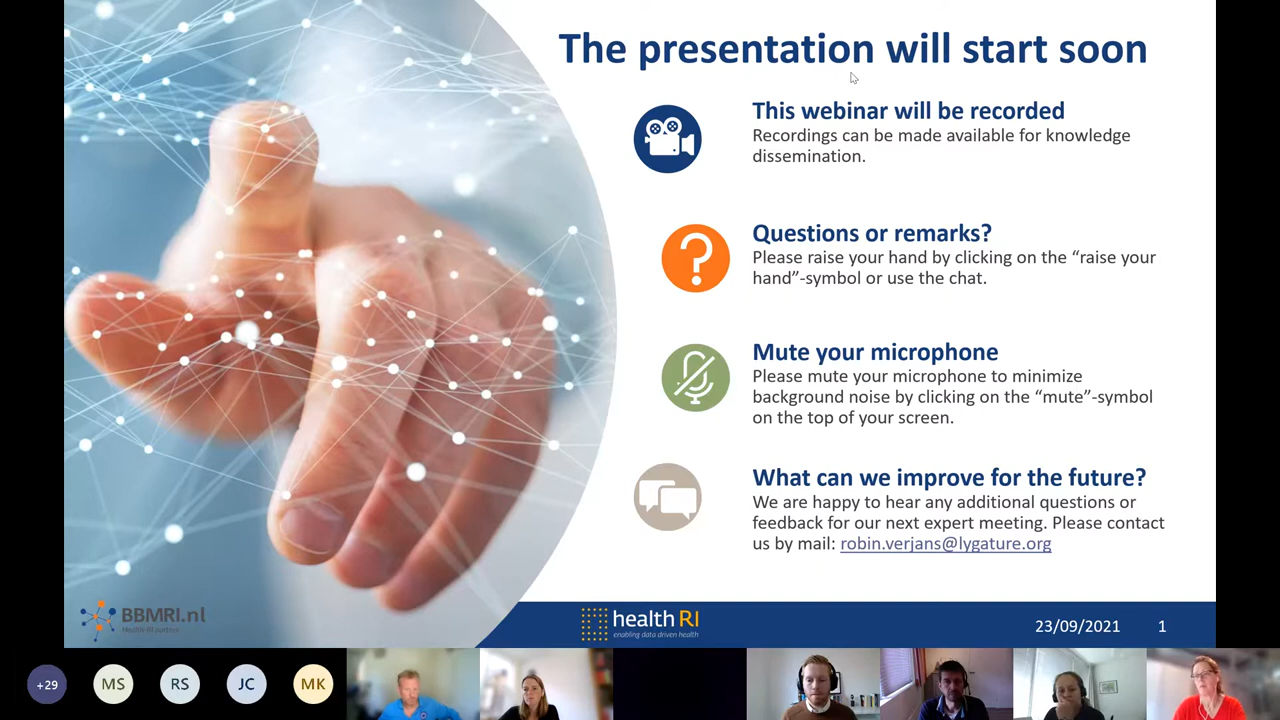 The presentation will start soon
This webinar will be recorded
Recordings can be made available for knowledge
dissemination.
Questions or remarks?
Please raise your hand by clicking on the “raise your
hand”-symbol or use the chat.
Mute your microphone
Please mute your microphone to minimize
background noise by clicking on the “mute”-symbol
on the top of your screen.
What can we improve for the future?
We are happy to hear any additional questions or
feedback for our next expert meeting. Please contact
us by mail: robin.verjans@lygature.org
BBMRI.nl
Health-RI partner
health RI
enabling data driven health
23/09/2021 1
+29 MS RS JC MK